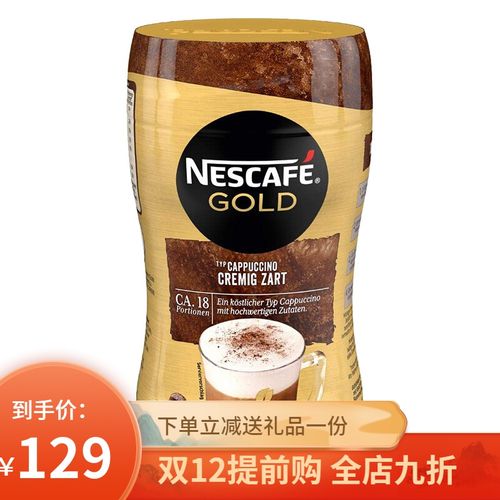 NESCAFÉ®
GOLD
TYP CAPPUCCINO
CREMIG ZART
CA. 18
Portionen
Ein köstlicher Typ Cappuccino
mit hochwertigen Zutaten.
Serviervorschlag
到手价：
¥129
下单立减送礼品一份
双12提前购 全店九折